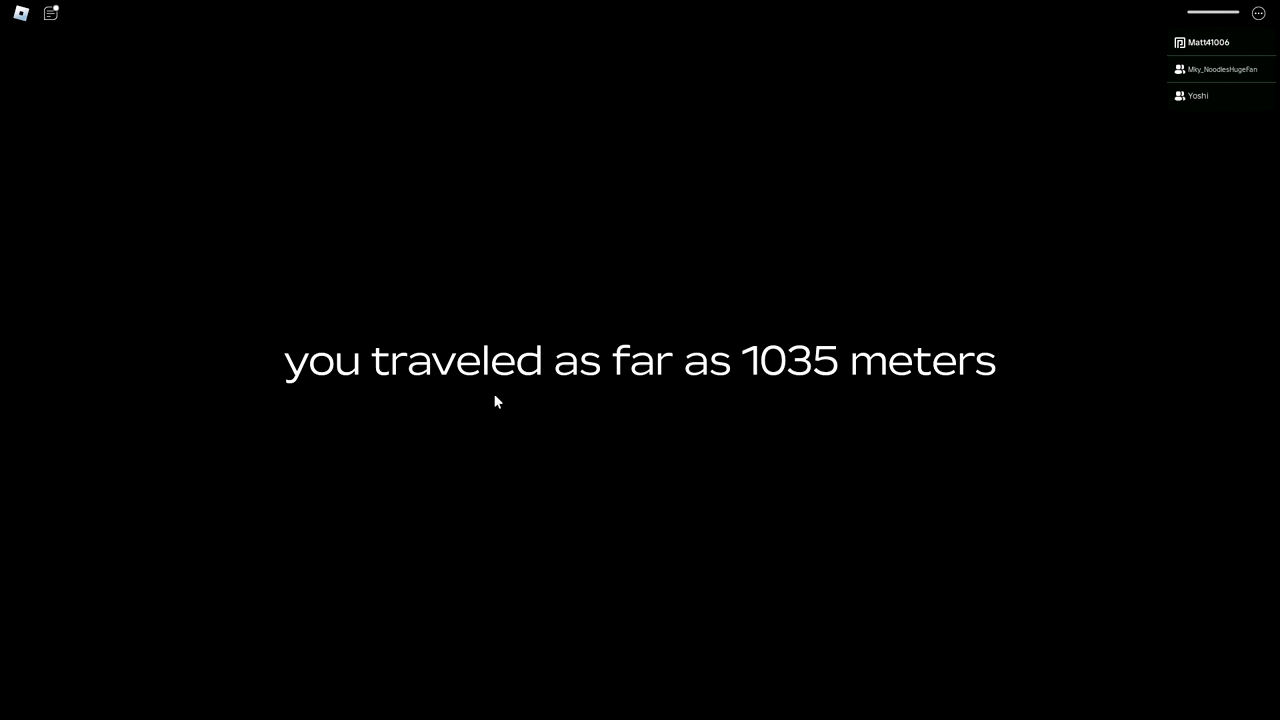 Matt41006
Mky_NoodlesHugeFan
Yoshi
you traveled as far as 1035 meters